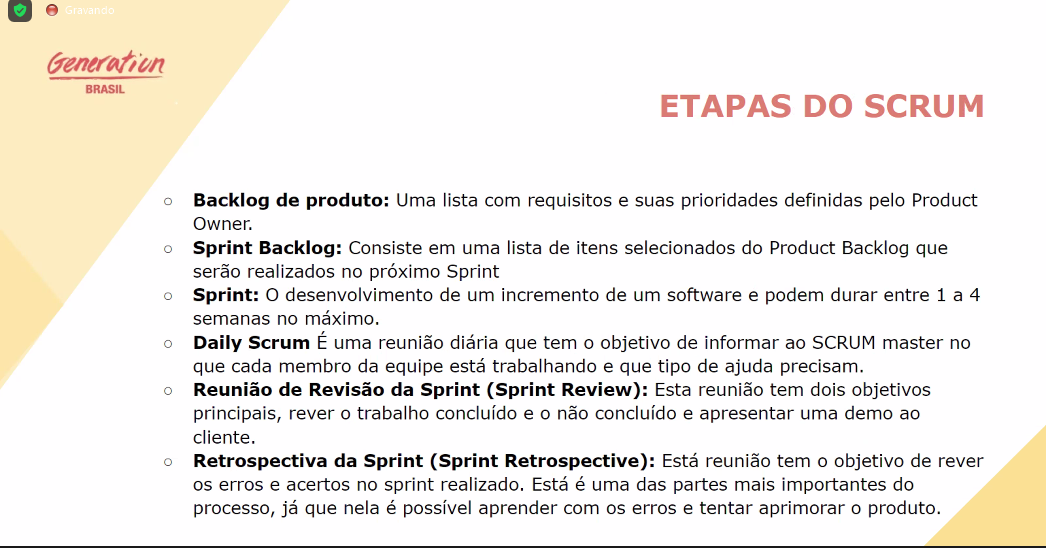 Gravando
Generation
BRASIL
ETAPAS DO SCRUM
Backlog de produto: Uma lista com requisitos e suas prioridades definidas pelo Product
Owner.
Sprint Backlog: Consiste em uma lista de itens selecionados do Product Backlog que
serão realizados no próximo Sprint
Sprint: O desenvolvimento de um incremento de um software e podem durar entre 1 a 4
semanas no máximo.
Daily Scrum É uma reunião diária que tem o objetivo de informar ao SCRUM master no
que cada membro da equipe está trabalhando e que tipo de ajuda precisam.
Reunião de Revisão da Sprint (Sprint Review): Esta reunião tem dois objetivos
principais, rever o trabalho concluído e o não concluído e apresentar uma demo ao
cliente.
Retrospectiva da Sprint (Sprint Retrospective): Está reunião tem o objetivo de rever
os erros e acertos no sprint realizado. Está é uma das partes mais importantes do
processo, já que nela é possível aprender com os erros e tentar aprimorar o produto.